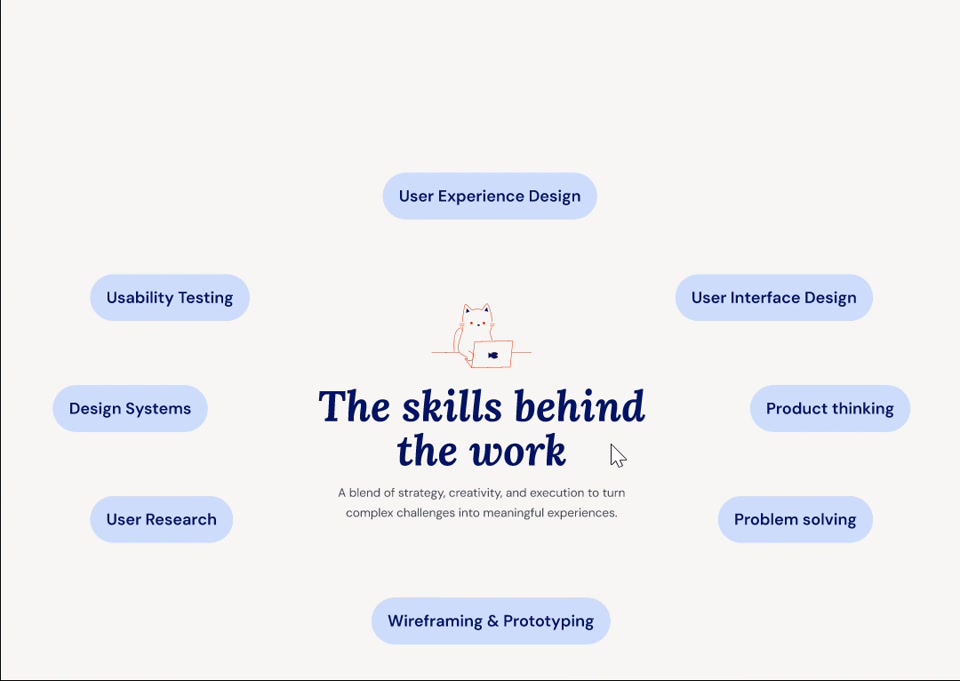 User Experience Design
Usability Testing
User Interface Design
Design Systems
The skills behind
the work
Product thinking
A blend of strategy, creativity, and execution to turn
complex challenges into meaningful experiences.
User Research
Problem solving
Wireframing & Prototyping